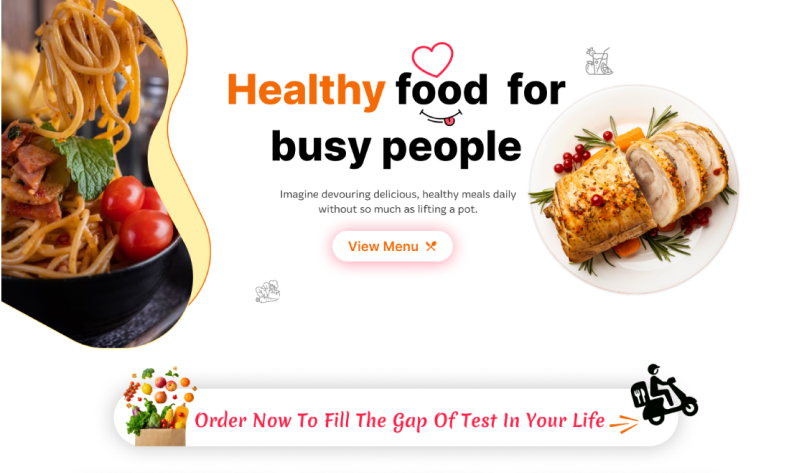 Healthy food for
busy people
Imagine devouring delicious, healthy meals daily
without so much as lifting a pot.
View Menu
Order Now To Fill The Gap Of Test In Your Life